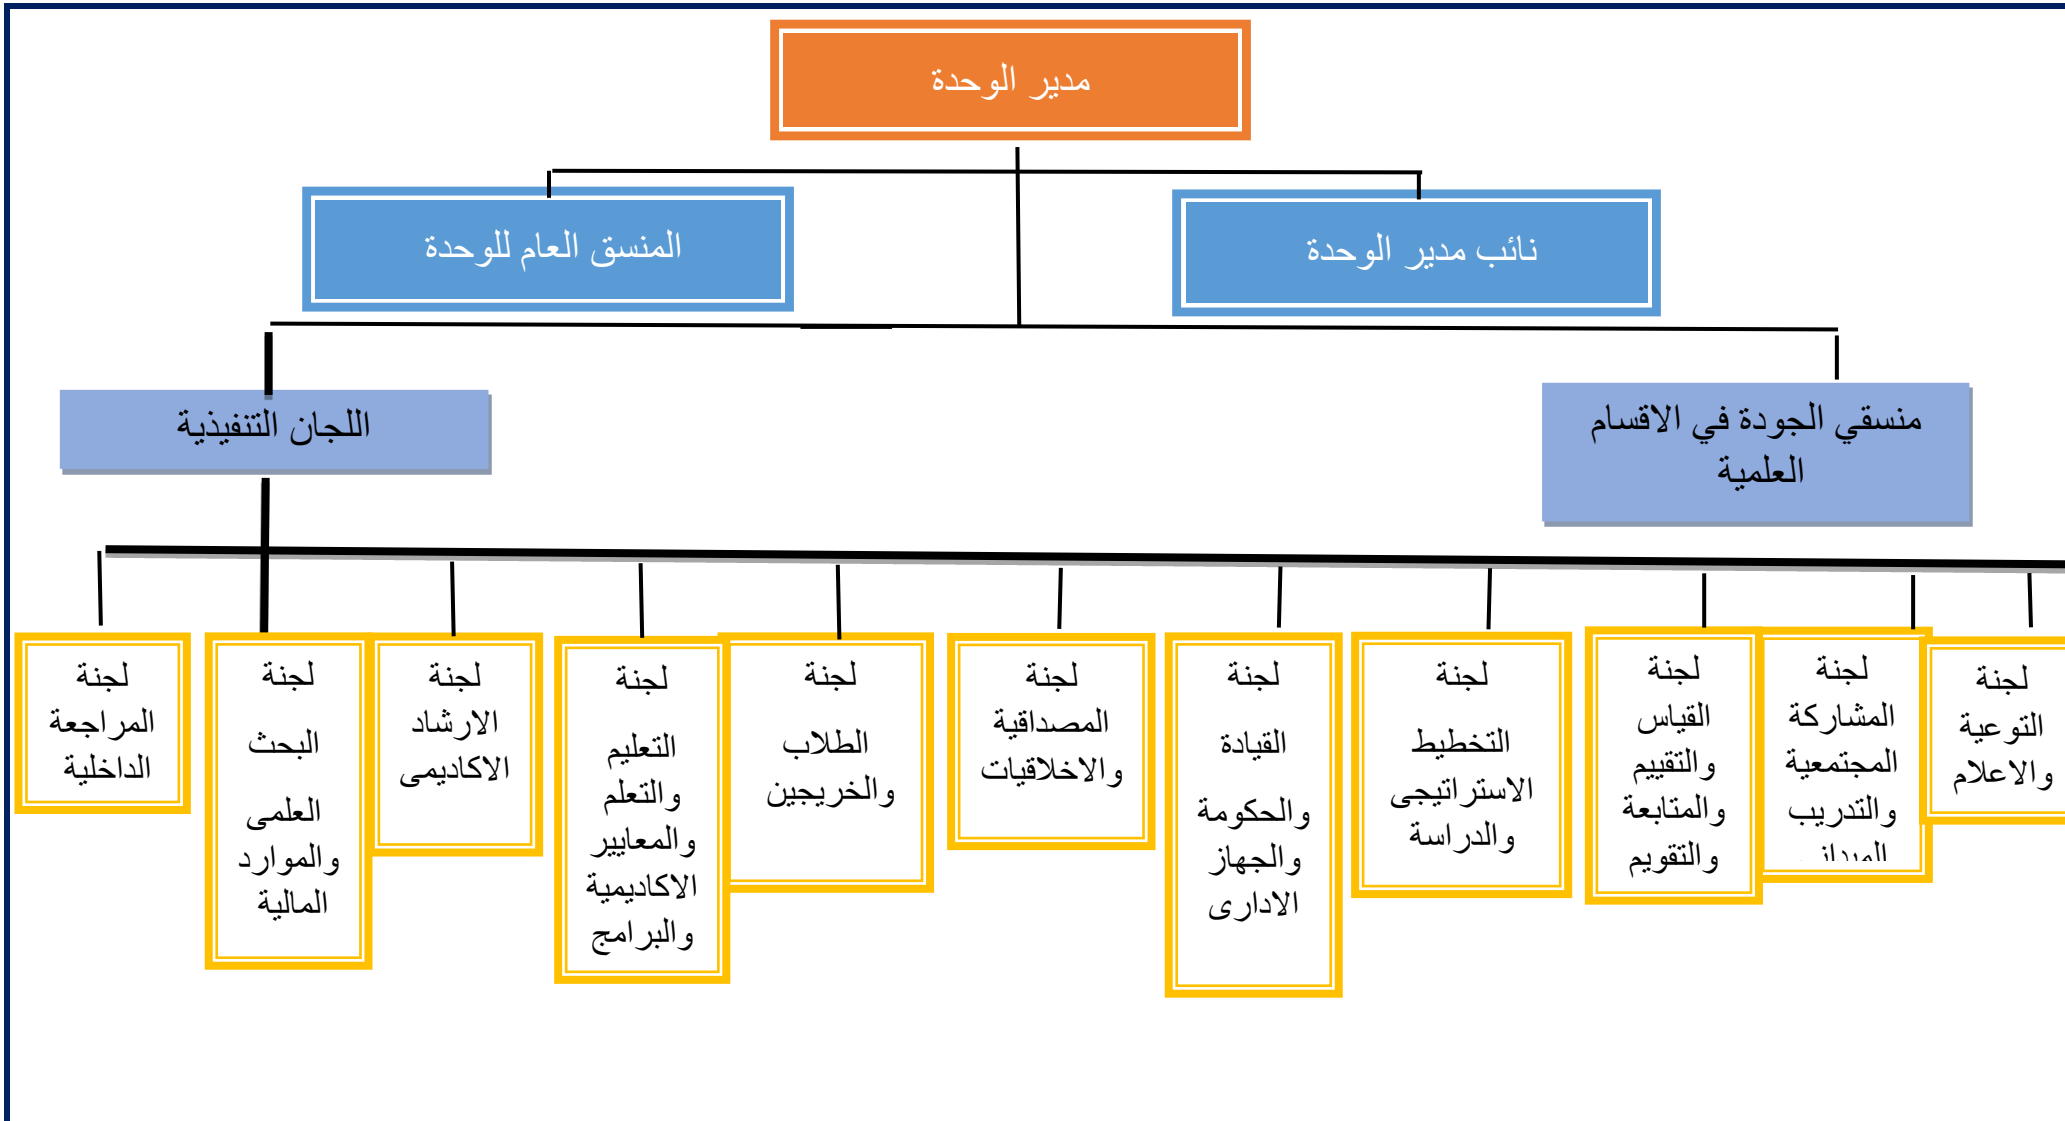 مدير الوحدة
نائب مدير الوحدة
المنسق العام للوحدة
منسقي الجودة في الاقسام
العلمية
اللجان التنفيذية
لجنة
التوعية
والاعلام
لجنة
المشاركة
المجتمعية
والتدريب
لجنة
القياس
والتقييم
والمتابعة
والتقويم
لجنة
التخطيط
الاستراتيجى
والدراسة
لجنة
القيادة
والحكومة
والجهاز
الادارى
لجنة
المصداقية
والاخلاقيات
لجنة
الطلاب
والخريجين
لجنة
التعليم
والتعلم
والمعايير
الاكاديمية
والبرامج
لجنة
الارشاد
الاكاديمى
لجنة
البحث
العلمى
والموارد
المالية
لجنة
المراجعة
الداخلية